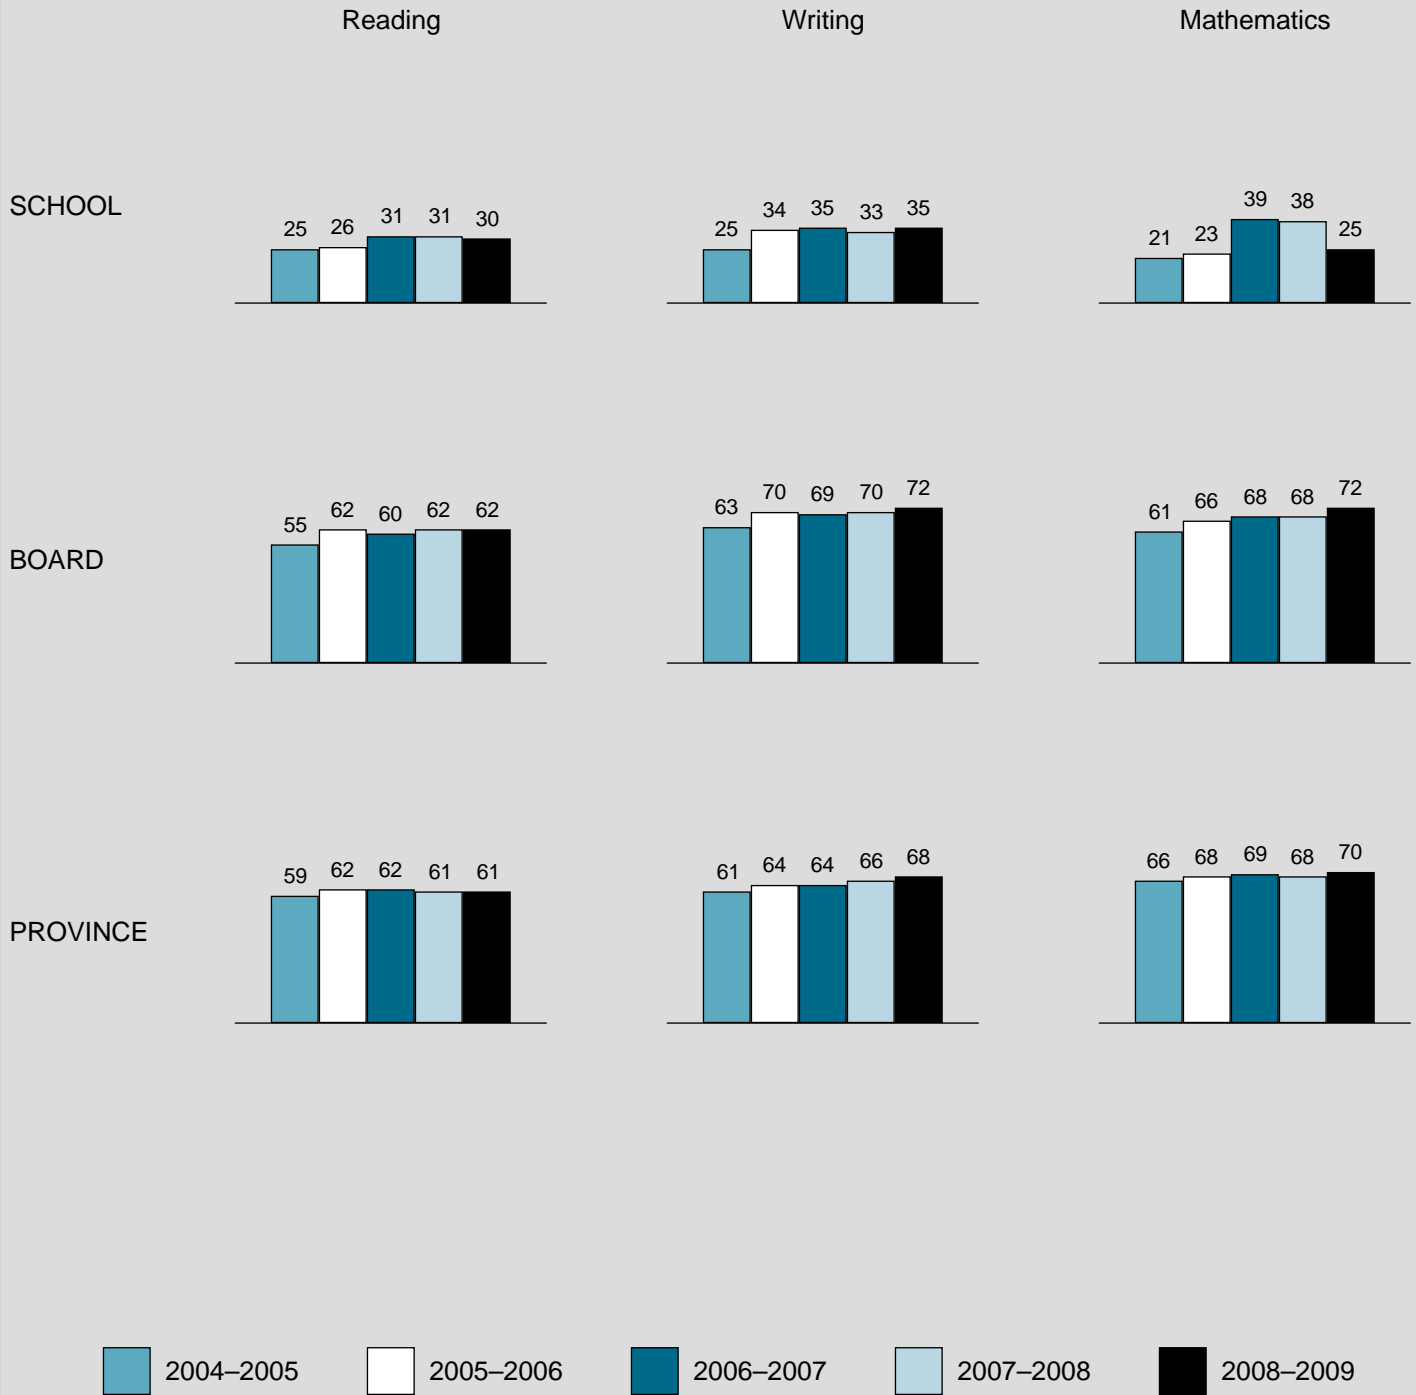 Reading Writing Mathematics
SCHOOL
25 26 31 31 30
25 34 35 33 35
21 23 39 38 25
BOARD
55 62 60 62 62
63 70 69 70 72
61 66 68 68 72
PROVINCE
59 62 62 61 61
61 64 64 66 68
66 68 69 68 70
2004–2005 2005–2006 2006–2007 2007–2008 2008–2009